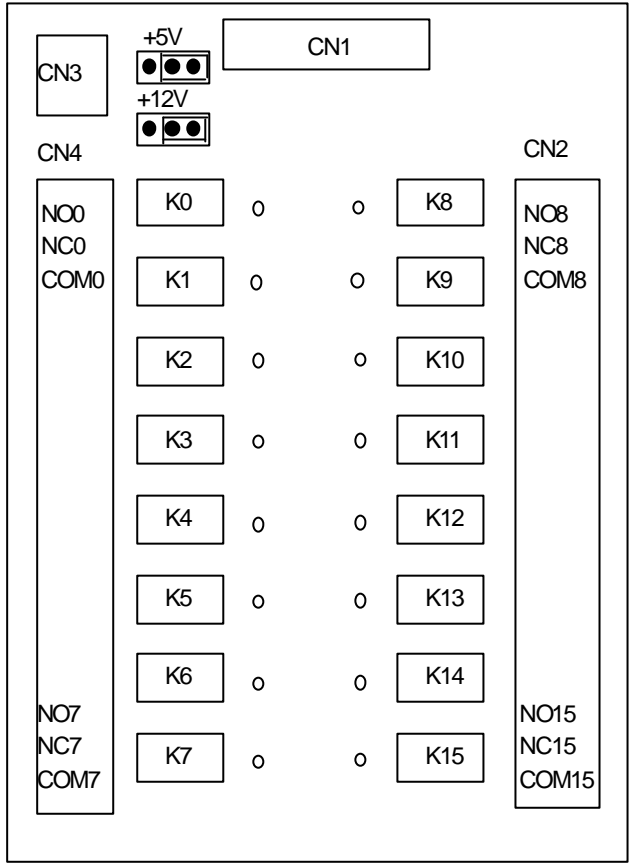 +5V
CN1
CN3
+12V
CN4
CN2
K0
K8
NO0
NO8
NC0
NC8
COM0
K1
K9
COM8
K2
K10
K3
K11
K4
K12
K5
K13
K6
K14
NO7
NO15
NC7
K7
K15
NC15
COM7
COM15